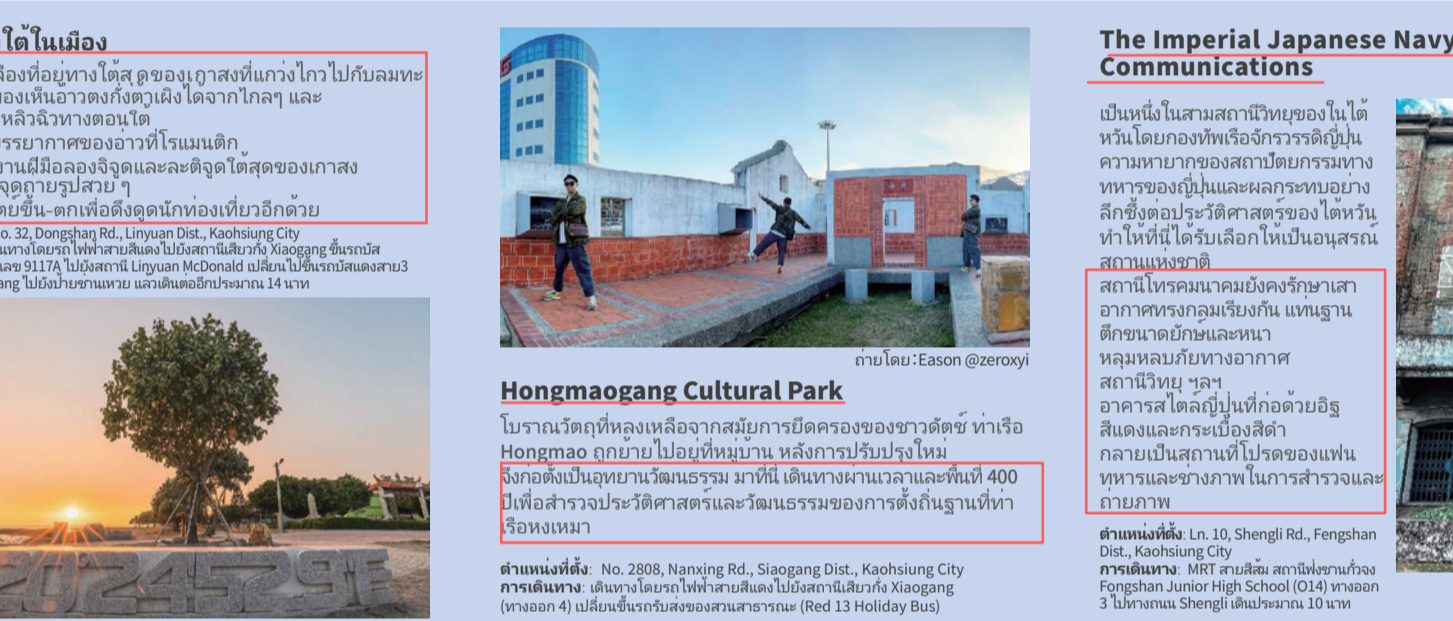 ใต้ในเมือง
มืองที่อยู่ทางใต้สุดของเกาสงที่แกว่งไกวไปกับลมทะ
มองเห็นอาวตงกั่งต๋าเผิงได้จากไกลๆ และ
หลิวฉิวทางตอนใต้
รรยากาศของอ่าวที่โรแมนติก
งานฝีมือลองจิจูดและละติจูดใต้สุดของเกาสง
จุดถ่ายรูปสวย ๆ
ตย์ขึ้น-ตกเพื่อดึงดูดนักท่องเที่ยวอีกด้วย
o. 32, Dongshan Rd., Linyuan Dist., Kaohsiung City
นทางโดยรถไฟฟ้าสายสีแดงไปยังสถานีเสียวกั่ง Xiaogang ขึ้นรถบัส
เลข 9117A ไปยังสถานี Linyuan McDonald เปลี่ยนไปขึ้นรถบัสแดงสาย3
ang ไปยังป้ายซานเหวย แล้วเดินต่ออีกประมาณ 14 นาท
2024529E
ถ่ายโดย:Eason @zeroxyi
Hongmaogang Cultural Park
โบราณวัตถุที่หลงเหลือจากสมัยการยึดครองของชาวดัตช์ ท่าเรือ
Hongmao ถูกย้ายไปอยู่ที่หมู่บ้าน หลังการปรับปรุงใหม่
จึงก่อตั้งเป็นอุทยานวัฒนธรรม มาที่นี่ เดินทางผ่านเวลาและพื้นที่ 400
ปีเพื่อสำรวจประวัติศาสตร์และวัฒนธรรมของการตั้งถิ่นฐานที่ท่า
เรือหงเหมา
ตำแหน่งที่ตั้ง: No. 2808, Nanxing Rd., Siaogang Dist., Kaohsiung City
การเดินทาง: เดินทางโดยรถไฟฟ้าสายสีแดงไปยังสถานีเสียวกั่ง Xiaogang
(ทางออก 4) เปลี่ยนขึ้นรถรับส่งของสวนสาธารณะ (Red 13 Holiday Bus)
The Imperial Japanese Navy
Communications
เป็นหนึ่งในสามสถานีวิทยุของในไต้
หวันโดยกองทัพเรือจักรวรรดิญี่ปุ่น
ความหายากของสถาปัตยกรรมทาง
ทหารของญี่ปุ่นและผลกระทบอย่าง
ลึกซึ้งต่อประวัติศาสตร์ของไต้หวัน
ทำให้ที่นี่ได้รับเลือกให้เป็นอนุสรณ์
สถานแห่งชาติ
สถานีโทรคมนาคมยังคงรักษาเสา
อากาศทรงกลมเรียงกัน แท่นฐาน
ตึกขนาดยักษ์และหนา
หลุมหลบภัยทางอากาศ
สถานีวิทยุ ฯลฯ
อาคารสไตล์ญี่ปุ่นที่ก่อด้วยอิฐ
สีแดงและกระเบื้องสีดำ
กลายเป็นสถานที่โปรดของแฟน
ทหารและช่างภาพในการสำรวจและ
ถ่ายภาพ
ตำแหน่งที่ตั้ง: Ln. 10, Shengli Rd., Fengshan
Dist., Kaohsiung City
การเดินทาง: MRT สายสีส้ม สถานีฟงซานกั๋วจง
Fongshan Junior High School (O14) ทางออก
3 ไปทางถนน Shengli เดินประมาณ 10 นาท